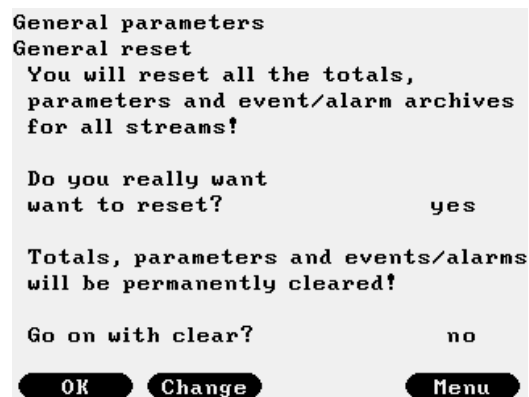 General parameters
General reset
You will reset all the totals,
parameters and event/alarm archives
for all streams!
Do you really want
want to reset? yes
Totals, parameters and events/alarms
will be permanently cleared!
Go on with clear? no
OK Change Menu